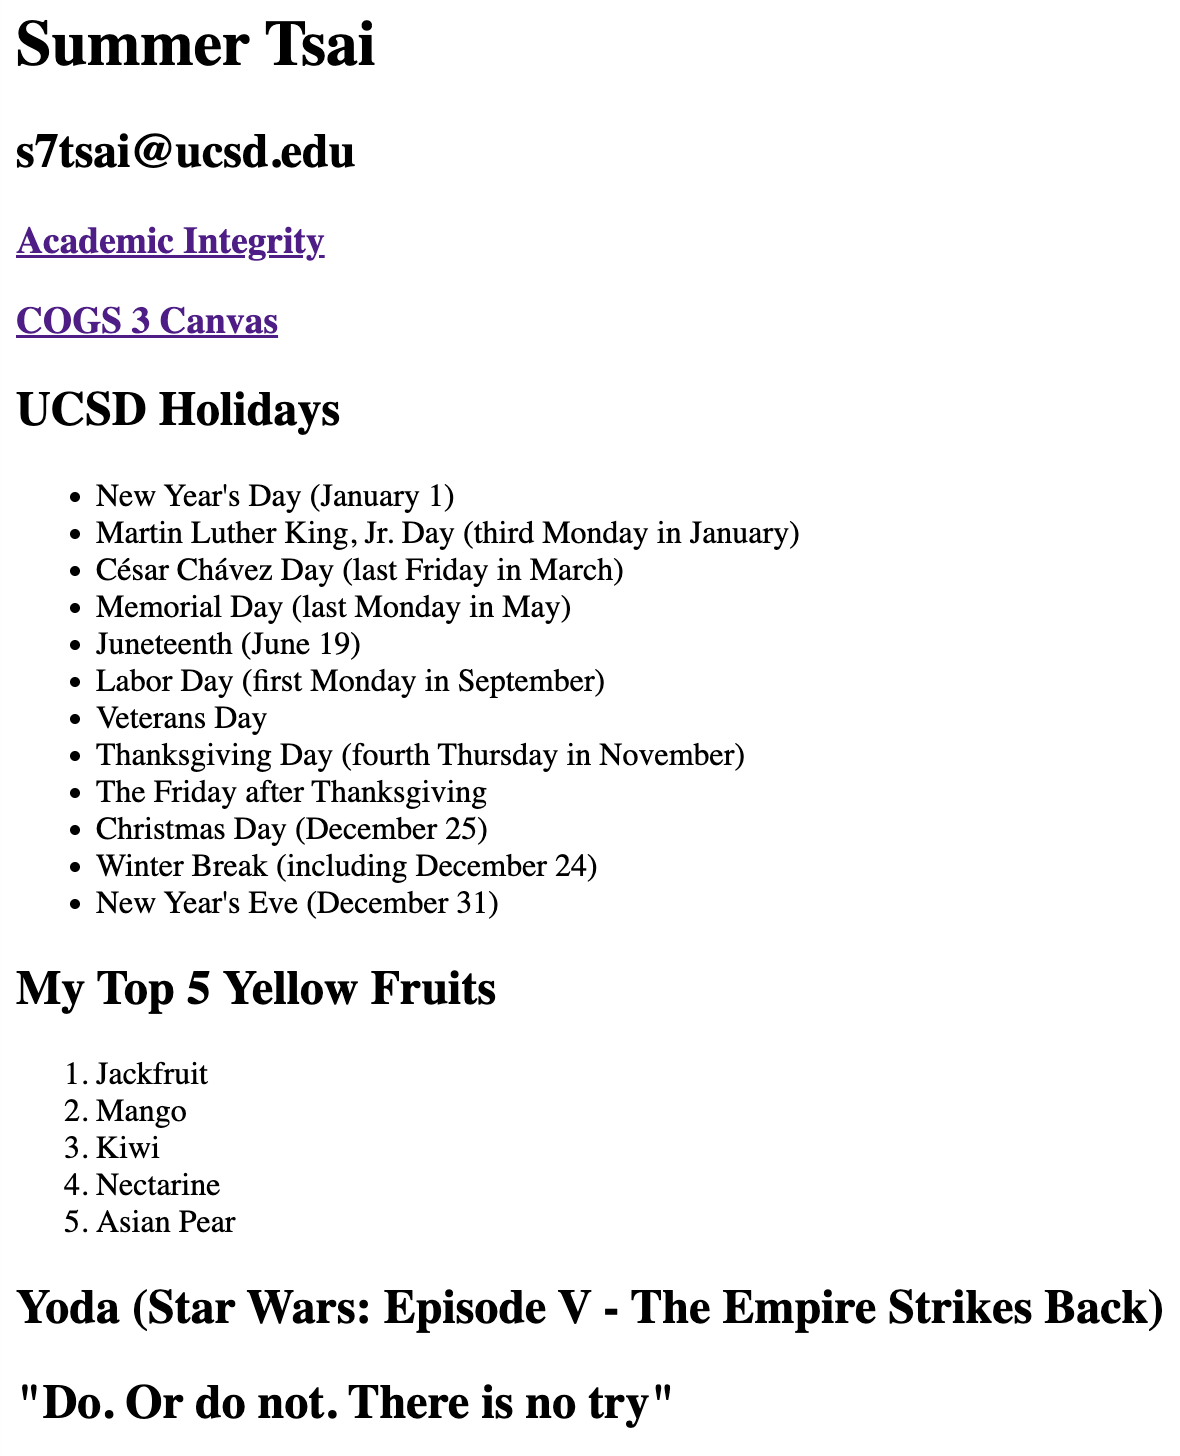 Summer Tsai
s7tsai@ucsd.edu
Academic Integrity
COGS 3 Canvas
UCSD Holidays
• New Year's Day (January 1)
• Martin Luther King, Jr. Day (third Monday in January)
• César Chávez Day (last Friday in March)
• Memorial Day (last Monday in May)
• Juneteenth (June 19)
• Labor Day (first Monday in September)
• Veterans Day
• Thanksgiving Day (fourth Thursday in November)
• The Friday after Thanksgiving
• Christmas Day (December 25)
• Winter Break (including December 24)
• New Year's Eve (December 31)
My Top 5 Yellow Fruits
1. Jackfruit
2. Mango
3. Kiwi
4. Nectarine
5. Asian Pear
Yoda (Star Wars: Episode V - The Empire Strikes Back)
"Do. Or do not. There is no try"